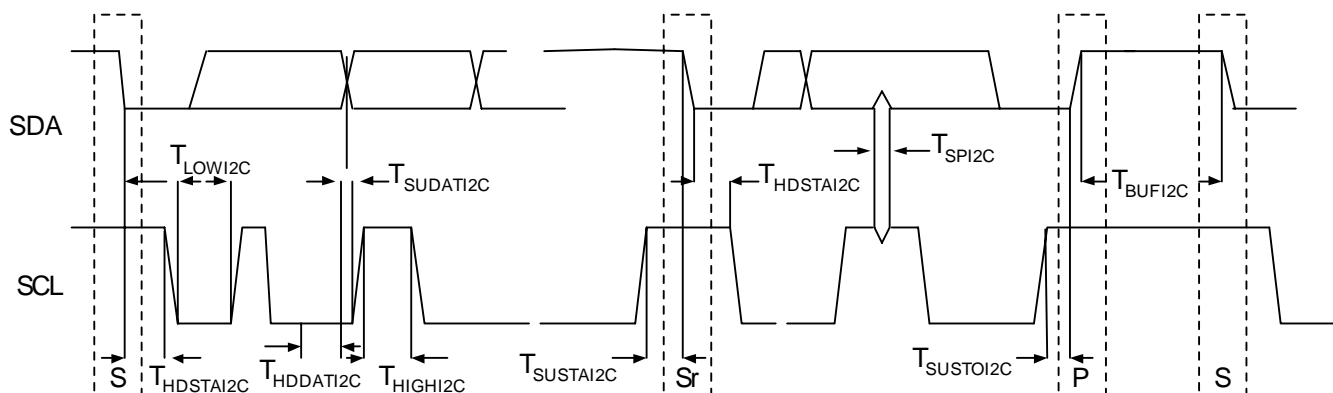 SDA
T_LOWI2C
T_SUDATI2C
T_SPI2C
T_HDSTAI2C
T_BUFI2C
SCL
S
T_HDSTAI2C
T_HDDATI2C
T_HIGHI2C
T_SUSTAI2C
Sr
T_SUSTOI2C
P
S